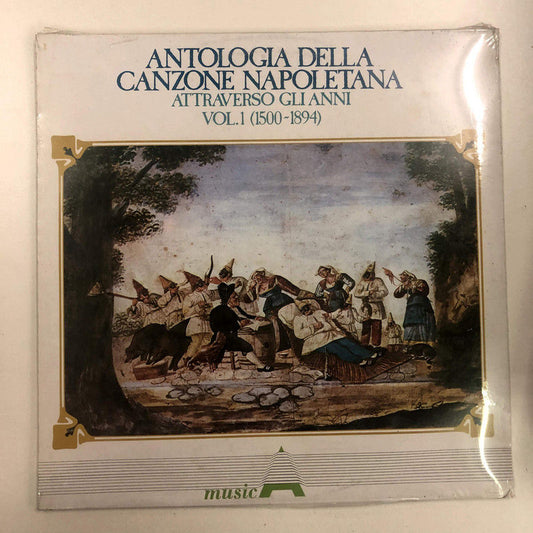 ANTOLOGIA DELLA
CANZONE NAPOLETANA
ATTRAVERSO GLI ANNI
VOL.1 (1500-1894)
music A